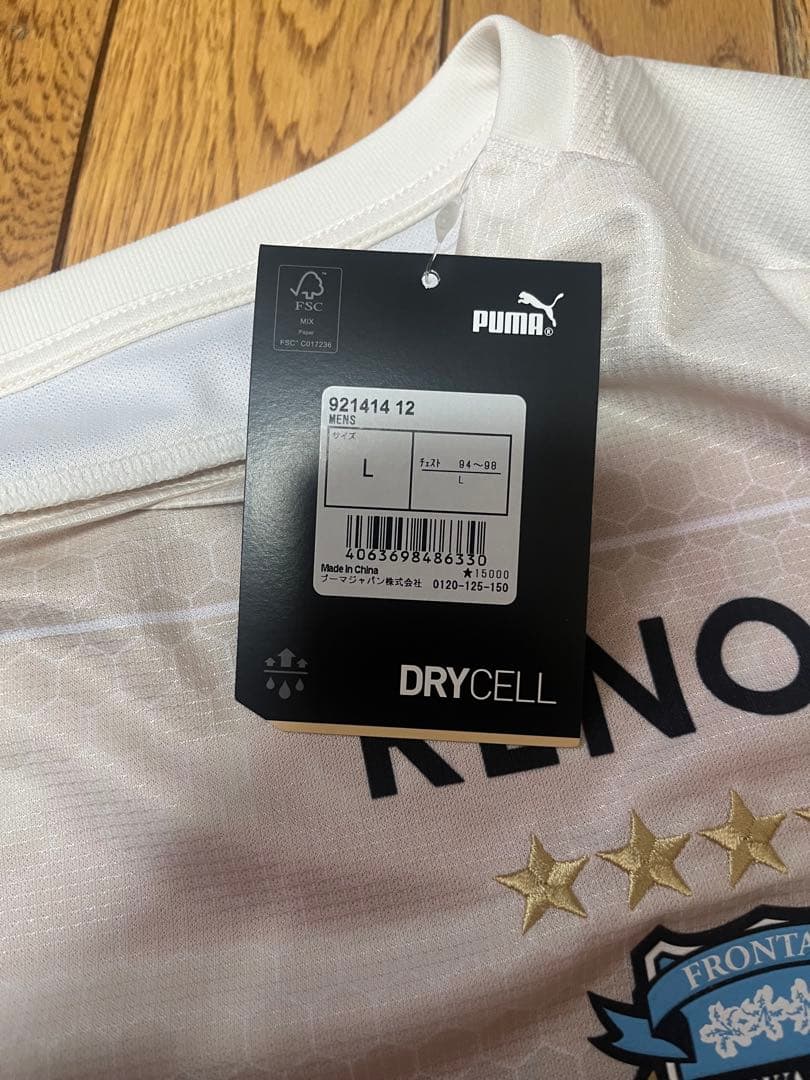 FSC
MIX
Paper
FSC™ C017236
PUMA®
921414 12
MENS
サイズ
L
チェスト 94〜98
L
4063698486330
Made in China
★15000
プーマジャパン株式会社 0120-125-150
DRYCELL
RENO
FRONTA